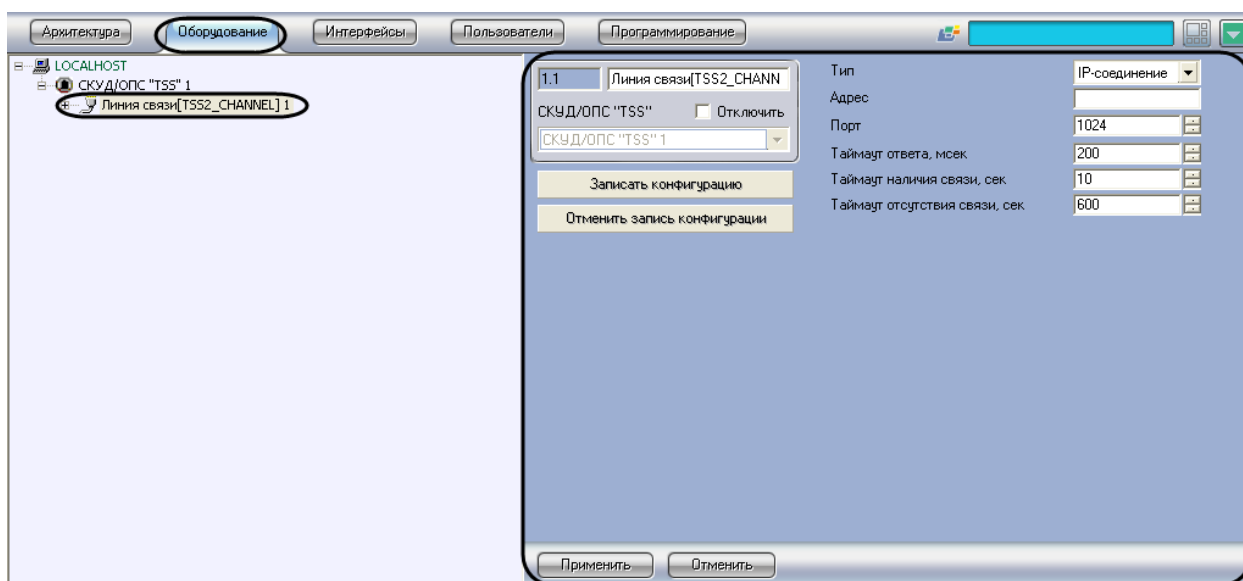 Архитектура
Оборудование
Интерфейсы
Пользователи
Программирование
LOCALHOST
СКУД/ОПС "TSS" 1
Линия связи[TSS2_CHANNEL] 1
1.1
Линия связи[TSS2_CHANN
СКУД/ОПС "TSS"
Отключить
СКУД/ОПС "TSS" 1
Записать конфигурацию
Отменить запись конфигурации
Тип
IP-соединение
Адрес
Порт
1024
Таймаут ответа, мсек
200
Таймаут наличия связи, сек
10
Таймаут отсутствия связи, сек
600
Применить
Отменить